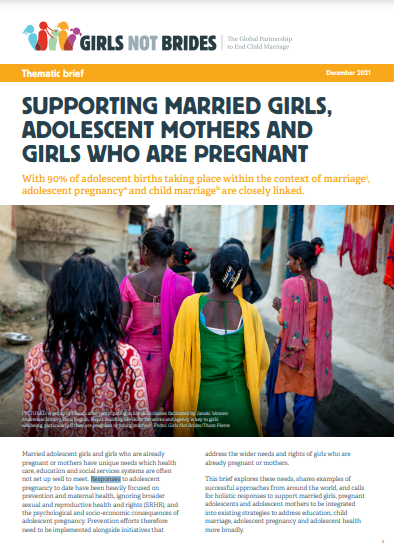 GIRLS NOT BRIDES
The Global Partnership
to End Child Marriage
Thematic brief
December 2021
SUPPORTING MARRIED GIRLS,
ADOLESCENT MOTHERS AND
GIRLS WHO ARE PREGNANT
With 90% of adolescent births taking place within the context of marriage
adolescent pregnancy and child marriage are closely linked.
Photo: Girls Not Brides/Thom Pierce
Married adolescent girls and girls who are already
pregnant or mothers have unique needs which health
care, education and social services systems are often
not set up well to meet. Responses to adolescent
pregnancy to date have been heavily focused on
prevention and maternal health, ignoring broader
sexual and reproductive health and rights (SRHR), and
the psychological and socio-economic consequences of
adolescent pregnancy. Prevention efforts therefore
need to be implemented alongside initiatives that
address the wider needs and rights of girls who are
already pregnant or mothers.
This brief explores these needs, shares examples of
successful approaches from around the world, and calls
for holistic responses to support married girls, pregnant
adolescents and adolescent mothers to be integrated
into existing strategies to address education, child
marriage, adolescent pregnancy and adolescent health
more broadly.